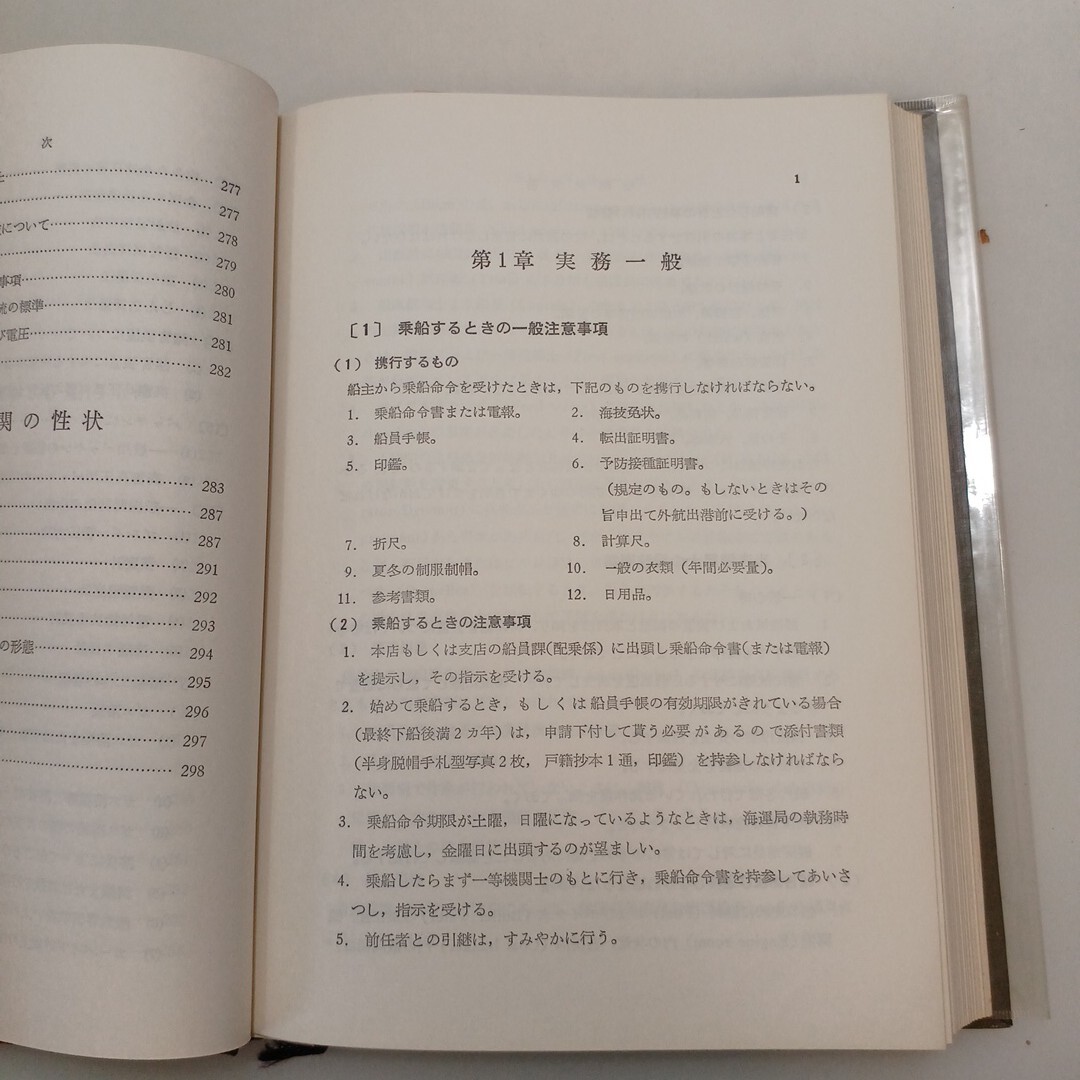 次
277
277
について 278
279
事項 280
の標準 281
電圧 281
282
関の性状
283
287
287
291
292
293
の形態 294
295
296
297
298
1
第1章 実務一般
〔1〕 乗船するときの一般注意事項
(1) 携行するもの
船主から乗船命令を受けたときは，下記のものを携行しなければならない。
1. 乗船命令書または電報。 2. 海技免状。
3. 船員手帳。 4. 転出証明書。
5. 印鑑。 6. 予防接種証明書。
（規定のもの。もしないときはその
旨申出て外航出港前に受ける。）
7. 折尺。 8. 計算尺。
9. 夏冬の制服制帽。 10. 一般の衣類（年間必要量）。
11. 参考書類。 12. 日用品。
(2) 乗船するときの注意事項
1. 本店もしくは支店の船員課(配乗係）に出頭し乗船命令書(または電報)
を提示し，その指示を受ける。
2. 始めて乗船するとき，もしくは船員手帳の有効期限がきれている場合
(最終下船後満2カ年）は，申請下付して貰う必要があるので添付書類
(半身脱帽手札型写真2枚，戸籍抄本1通，印鑑）を持参しなければなら
ない。
3. 乗船命令期限が土曜，日曜になっているようなときは，海運局の執務時
間を考慮し，金曜日に出頭するのが望ましい。
4. 乗船したらまず一等機関士のもとに行き，乗船命令書を持参してあいさ
つし，指示を受ける。
5. 前任者との引継は，すみやかに行う。